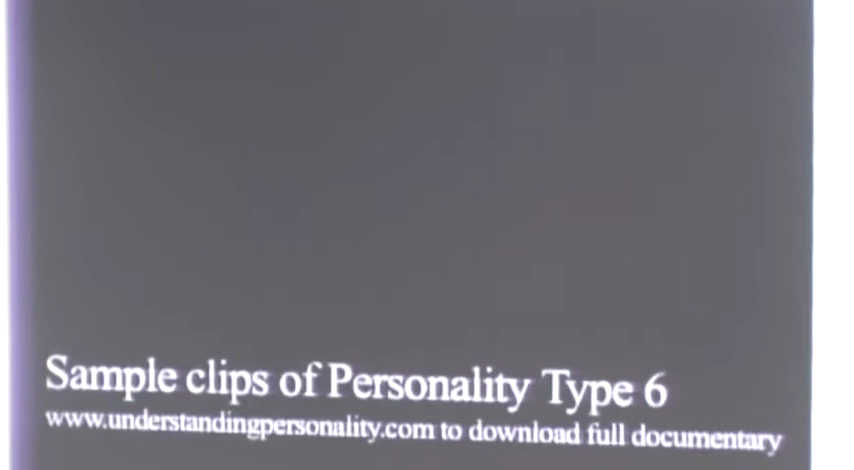 Sample clips of Personality Type 6
www.understandingpersonality.com to download full documentary